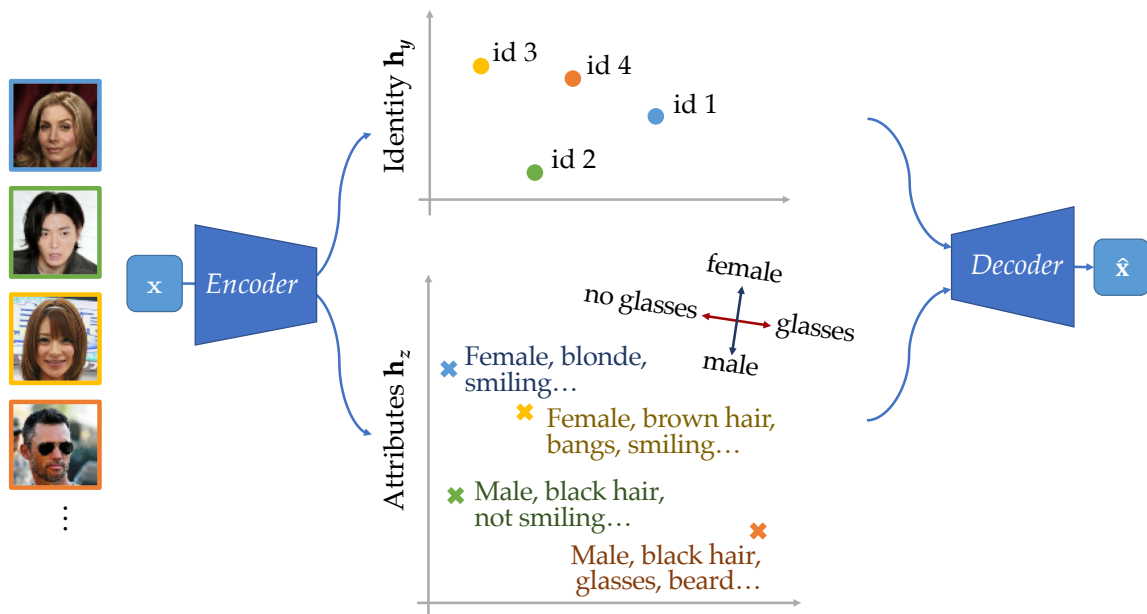 Identity h_y
id 3
id 4
id 1
id 2
x
Encoder
Decoder
x̂
female
no glasses
glasses
male
Attributes h_z
Female, blonde,
smiling…
Female, brown hair,
bangs, smiling…
Male, black hair,
not smiling…
Male, black hair,
glasses, beard…
⋮